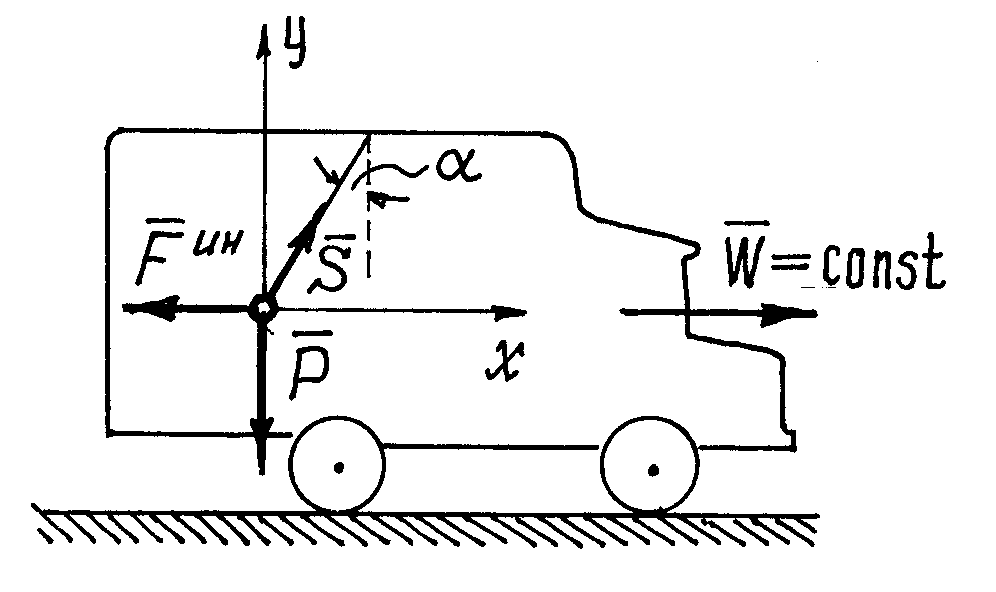 y
α
F̅ ин
S̅
W̅ = const
P̅
x